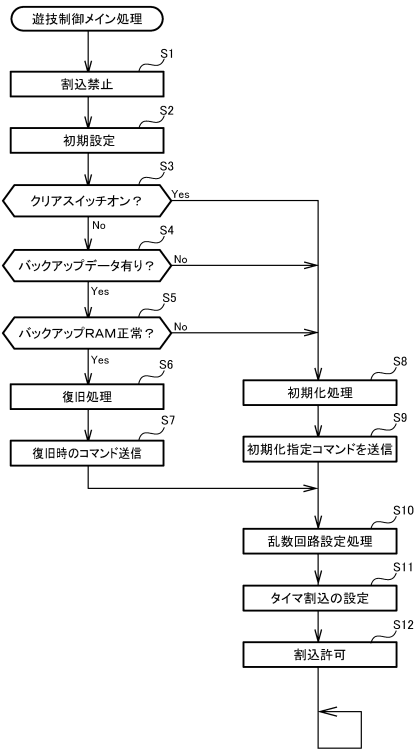 遊技制御メイン処理
S1
割込禁止
S2
初期設定
S3
クリアスイッチオン？
Yes
No
S4
バックアップデータ有り？
No
Yes
S5
バックアップRAM正常？
No
Yes
S6
復旧処理
S7
復旧時のコマンド送信
S8
初期化処理
S9
初期化指定コマンドを送信
S10
乱数回路設定処理
S11
タイマ割込の設定
S12
割込許可